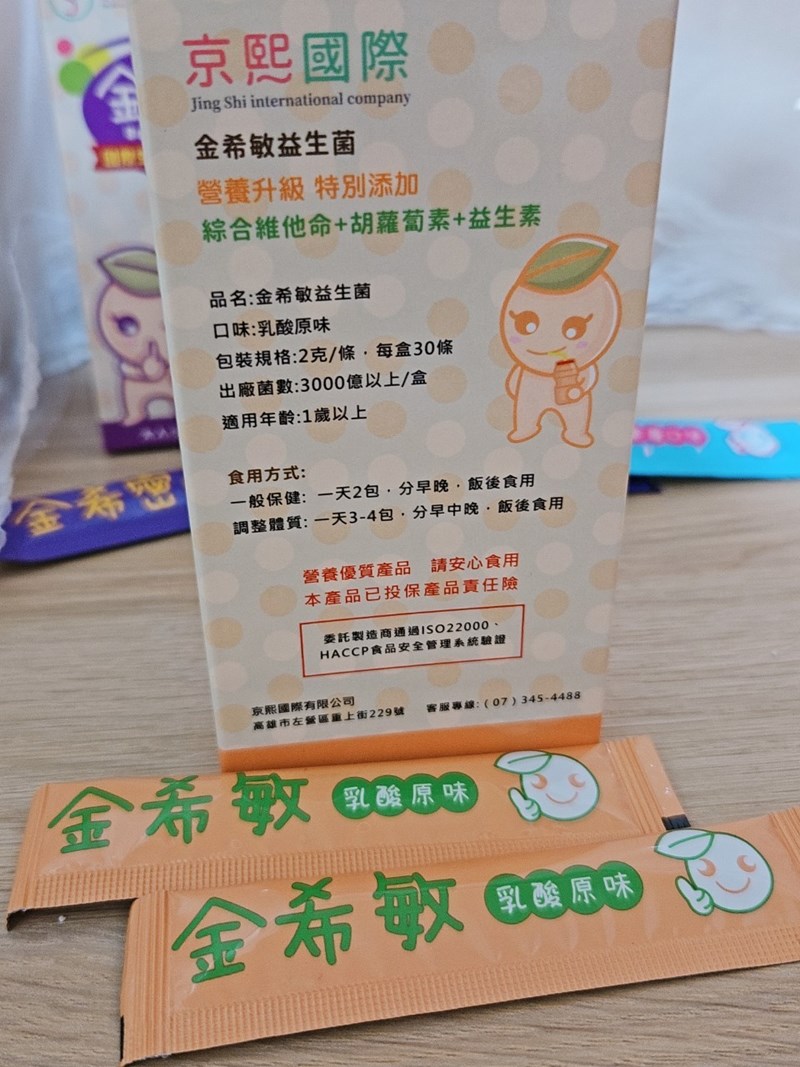 京熙國際
Jing Shi international company
金希敏益生菌
營養升級 特別添加
綜合維他命+胡蘿蔔素+益生素
品名:金希敏益生菌
口味:乳酸原味
包裝規格:2克/條,每盒30條
出廠菌數:3000億以上/盒
適用年齡:1歲以上
食用方式:
一般保健: 一天2包,分早晚,飯後食用
調整體質: 一天3-4包,分早中晚,飯後食用
營養優質產品 請安心食用
本產品已投保產品責任險
委託製造商通過ISO22000、
HACCP食品安全管理系統驗證
京熙國際有限公司
高雄市左營區重上街229號
客服專線:(07)345-4488
金
金希密
金希敏 乳酸原味
金希敏 乳酸原味